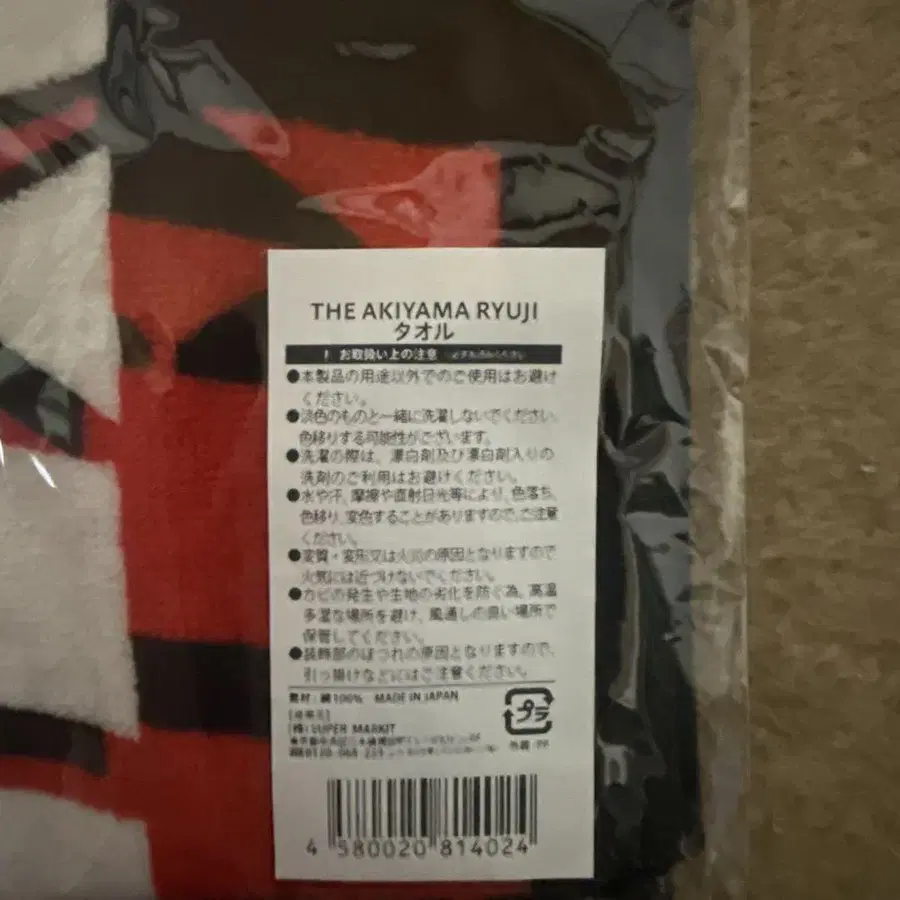 THE AKIYAMA RYUJI
タオル
! お取扱い上の注意
●本製品の用途以外でのご使用はお避け
ください。
●淡色のものと一緒に洗濯しないでください
色移りする可能性がございます。
●洗濯の際は、漂白剤及び漂白剤入りの
洗剤のご利用はお避けください。
●水や汗、摩擦や直射日光等により、色落ち、
色移り、変色することがありますので、ご注意
ください。
●変質・変形又は火災の原因となりますので
火気には近づけないでください。
●カビの発生や生地の劣化を防ぐ為、高温
多湿な場所を避け、風通しの良い場所で
保管してください。
●装飾部のほつれの原因となりますので、
引っ掛けなどにはご注意ください。
素材:綿100% MADE IN JAPAN
(株) SUPER MARKIT
プラ
外袋:PP
4 580020 814024